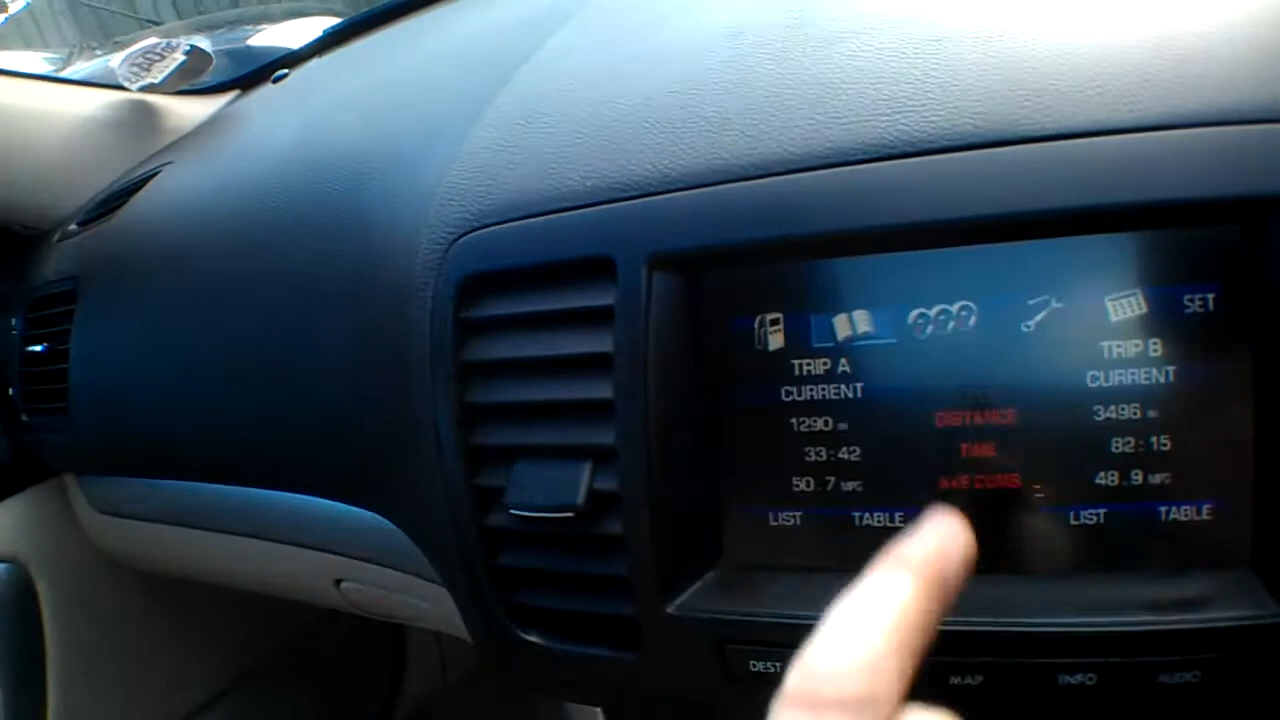 SET
TRIP A
TRIP B
CURRENT
CURRENT
1290 m
DISTANCE
3496 m
33:42
TIME
82:15
50.7 MPG
AVE CONS
48.9 MPG
LIST
TABLE
LIST
TABLE
DEST
MAP
INFO
AUDIO